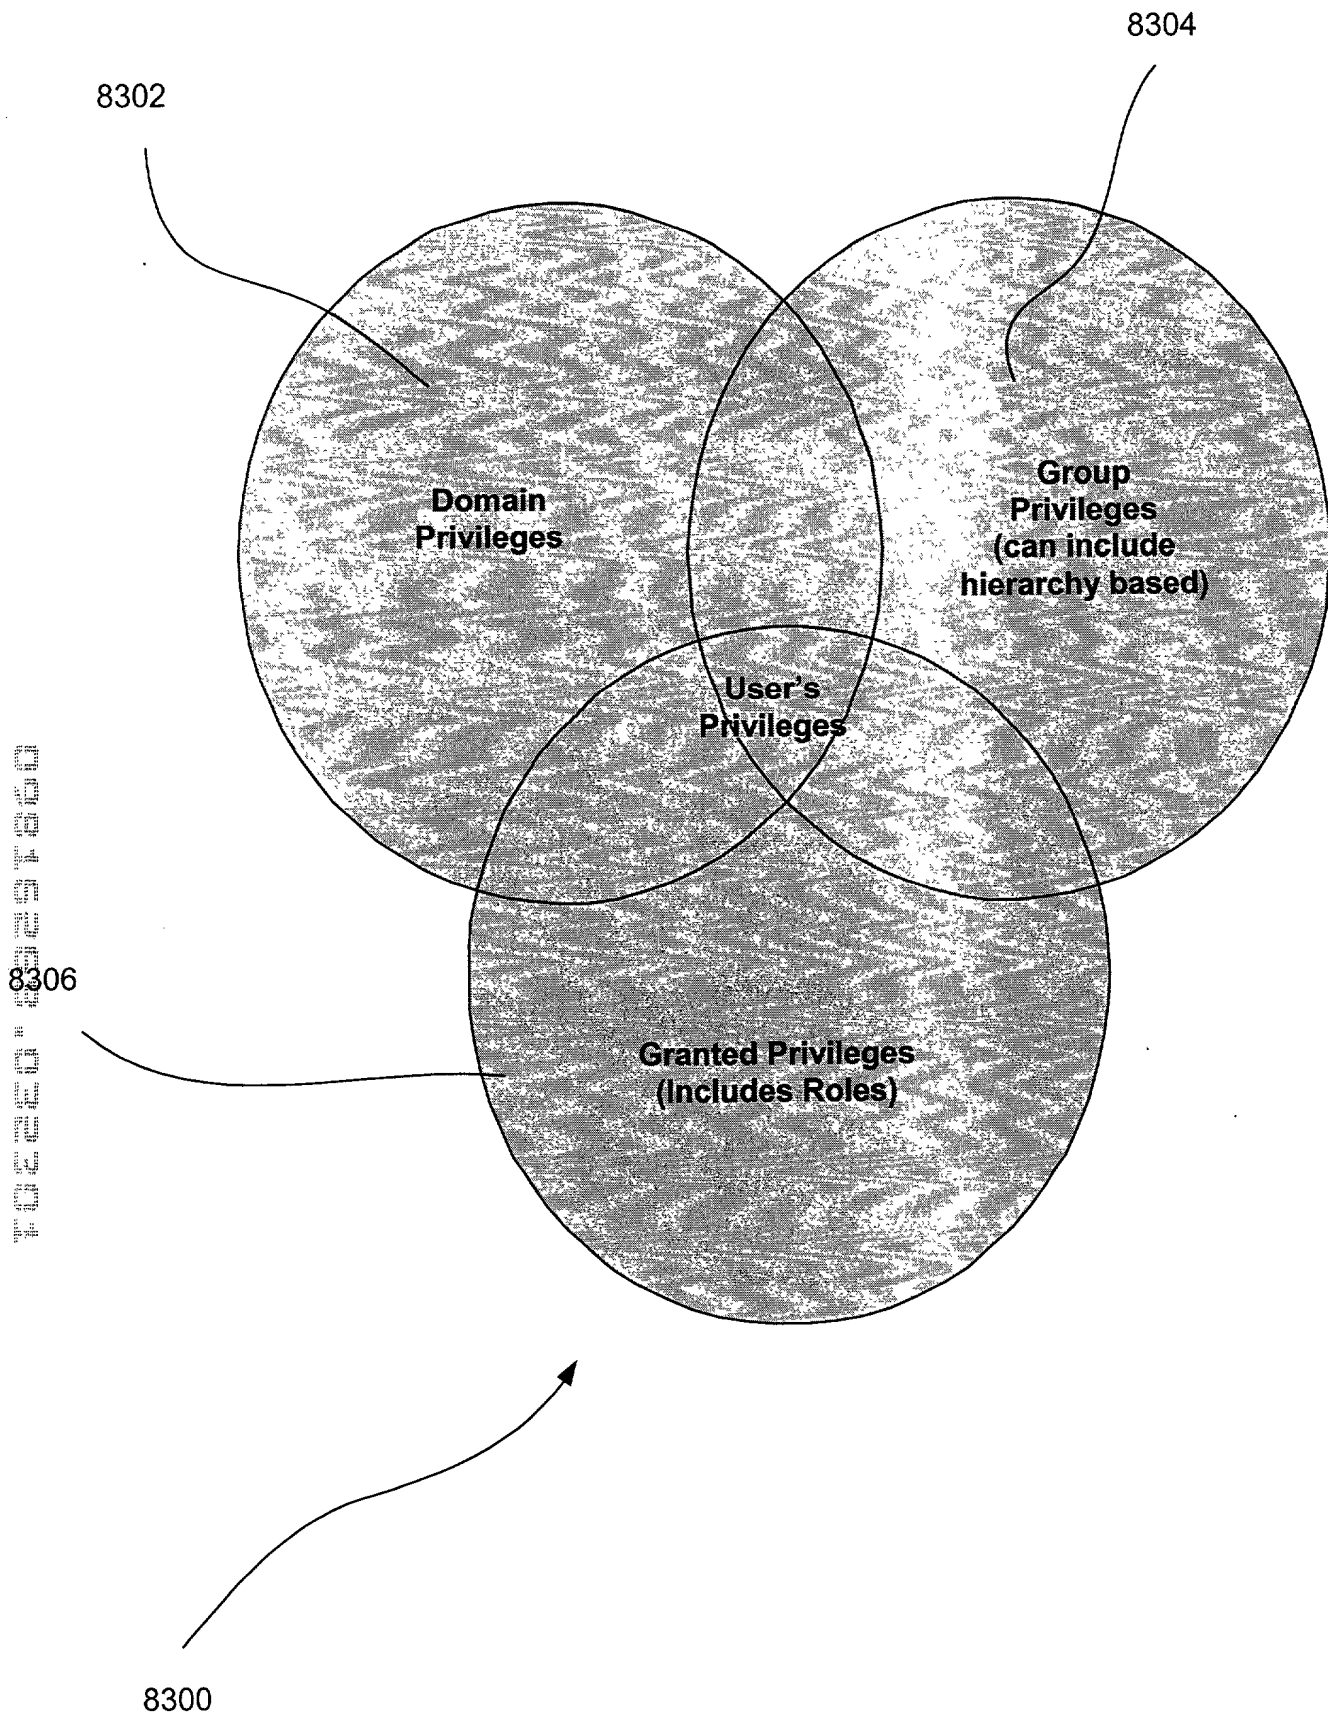 8304
8302
Domain
Privileges
Group
Privileges
(can include
hierarchy based)
User's
Privileges
8306
Granted Privileges
(Includes Roles)
8300